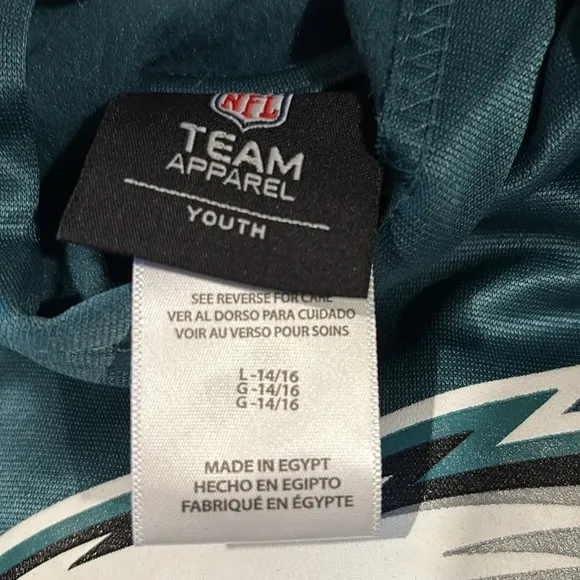 NFL
TEAM
APPAREL
YOUTH
SEE REVERSE FOR CARE
VER AL DORSO PARA CUIDADO
VOIR AU VERSO POUR SOINS
L-14/16
G-14/16
G-14/16
MADE IN EGYPT
HECHO EN EGIPTO
FABRIQUÉ EN ÉGYPTE